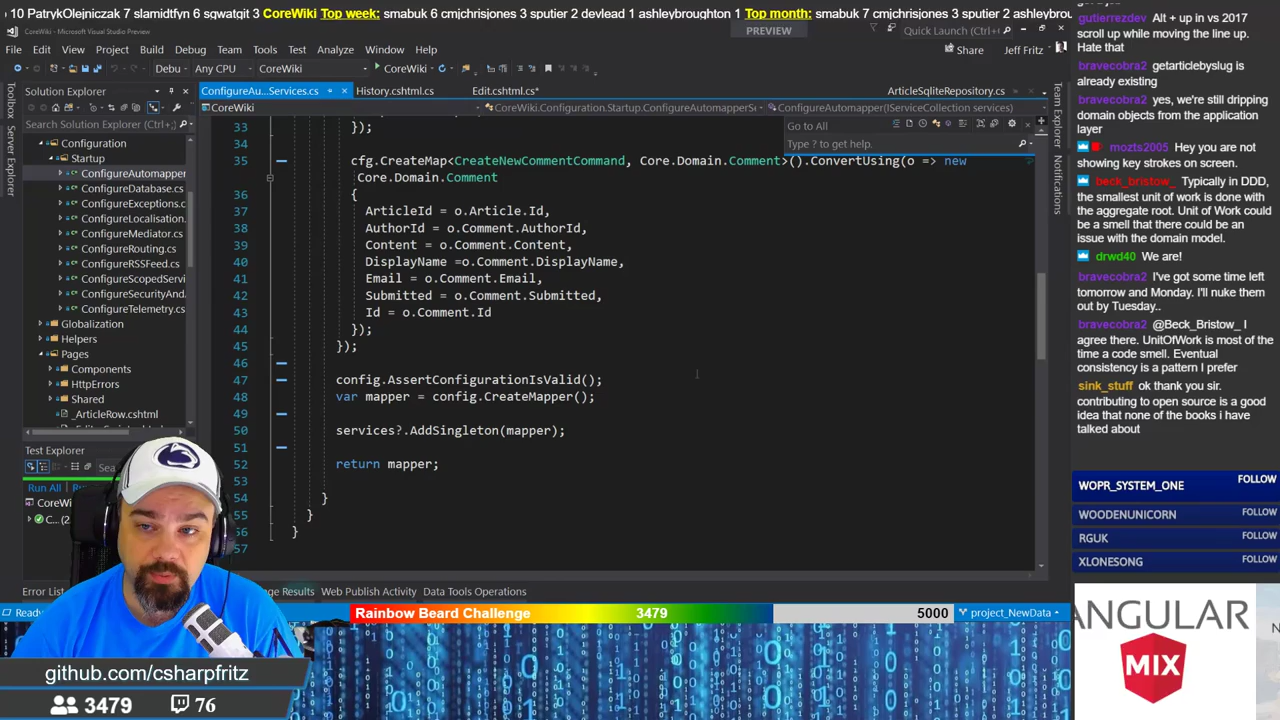 10 PatrykOlejniczak 7 slamidtfyn 6 sqwatqit 3 CoreWiki Top week: smabuk 6 cmjchrisjones 3 sputier 2 devlead 1 ashleybroughton 1 Top month: smabuk 7 cmjchrisjones 3 sputier 2 ashleybrou
CoreWiki - Microsoft Visual Studio Preview
PREVIEW
Quick Launch (Ctrl+;)
File Edit View Project Build Debug Team Tools Test Analyze Window Help
Share
Jeff Fritz
Debug Any CPU CoreWiki CoreWiki
Solution Explorer
ConfigureAu...Services.cs History.cshtml.cs Edit.cshtml.cs* ArticleSqliteRepository.cs
CoreWiki CoreWiki.Configuration.Startup.ConfigureAutomapperSe ConfigureAutomapper(IServiceCollection services)
Go to All
Type ? to get help.
Toolbox
Server Explorer
Team Explorer
Notifications
Search Solution Explorer (Ctrl+;)
Configuration
Startup
ConfigureAutomapper
ConfigureDatabase.cs
ConfigureExceptions.c
ConfigureLocalisation.
ConfigureMediator.cs
ConfigureRouting.cs
ConfigureRSSFeed.cs
ConfigureScopedServi
ConfigureSecurityAnd.
ConfigureTelemetry.cs
Globalization
Helpers
Pages
Components
HttpErrors
Shared
_ArticleRow.cshtml
Test Explorer
Sea
Run All
CoreWi
C... (2
33 });
34
35 cfg.CreateMap<CreateNewCommentCommand, Core.Domain.Comment>().ConvertUsing(o => new
Core.Domain.Comment
36 {
37 ArticleId = o.Article.Id,
38 AuthorId = o.Comment.AuthorId,
39 Content = o.Comment.Content,
40 DisplayName =o.Comment.DisplayName,
41 Email = o.Comment.Email,
42 Submitted = o.Comment.Submitted,
43 Id = o.Comment.Id
44 });
45 });
46
47 config.AssertConfigurationIsValid();
48 var mapper = config.CreateMapper();
49
50 services?.AddSingleton(mapper);
51
52 return mapper;
53
54 }
55 }
56 }
57
Error List
ge Results Web Publish Activity Data Tools Operations
Ready
project_NewData
Rainbow Beard Challenge 3479 5000
github.com/csharpfritz
3479 76
gutierrezdev Alt + up in vs 2017
scroll up while moving the line up.
Hate that
bravecobra2 getarticlebyslug is
already existing
bravecobra2 yes, we're still dripping
domain objects from the application
layer
mozts2005 Hey you are not
showing key strokes on screen.
beck_bristow_ Typically in DDD,
the smallest unit of work is done with
the aggregate root. Unit of Work could
be a smell that there could be an
issue with the domain model.
drwd40 We are!
bravecobra2 I've got some time left
tomorrow and Monday. I'll nuke them
out by Tuesday..
bravecobra2 @Beck_Bristow_ I
agree there. UnitOfWork is most of the
time a code smell. Eventual
consistency is a pattern I prefer
sink_stuff ok thank you sir.
contributing to open source is a good
idea that none of the books i have
talked about
WOPR_SYSTEM_ONE FOLLOW
WOODENUNICORN FOLLOW
RGUK FOLLOW
XLONESONG FOLLOW
ANGULAR
MIX